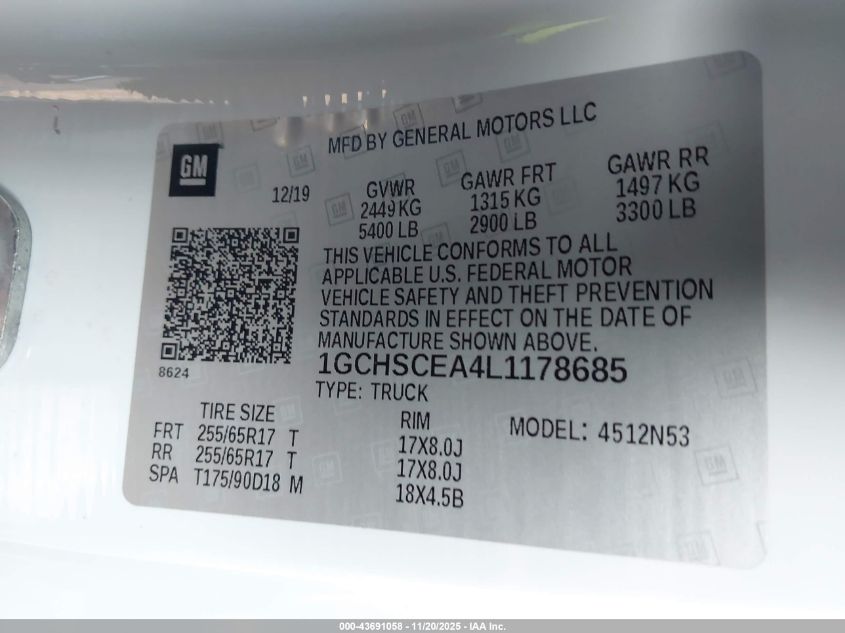 MFD BY GENERAL MOTORS LLC
GM
12/19
GVWR GAWR FRT GAWR RR
2449 KG 1315 KG 1497 KG
5400 LB 2900 LB 3300 LB
THIS VEHICLE CONFORMS TO ALL
APPLICABLE U.S. FEDERAL MOTOR
VEHICLE SAFETY AND THEFT PREVENTION
STANDARDS IN EFFECT ON THE DATE OF
MANUFACTURE SHOWN ABOVE.
8624
1GCHSCEA4L1178685
TYPE: TRUCK
TIRE SIZE RIM MODEL: 4512N53
FRT 255/65R17 T 17X8.0J
RR 255/65R17 T 17X8.0J
SPA T175/90D18 M 18X4.5B
000-43691058 - 11/20/2025 - IAA Inc.